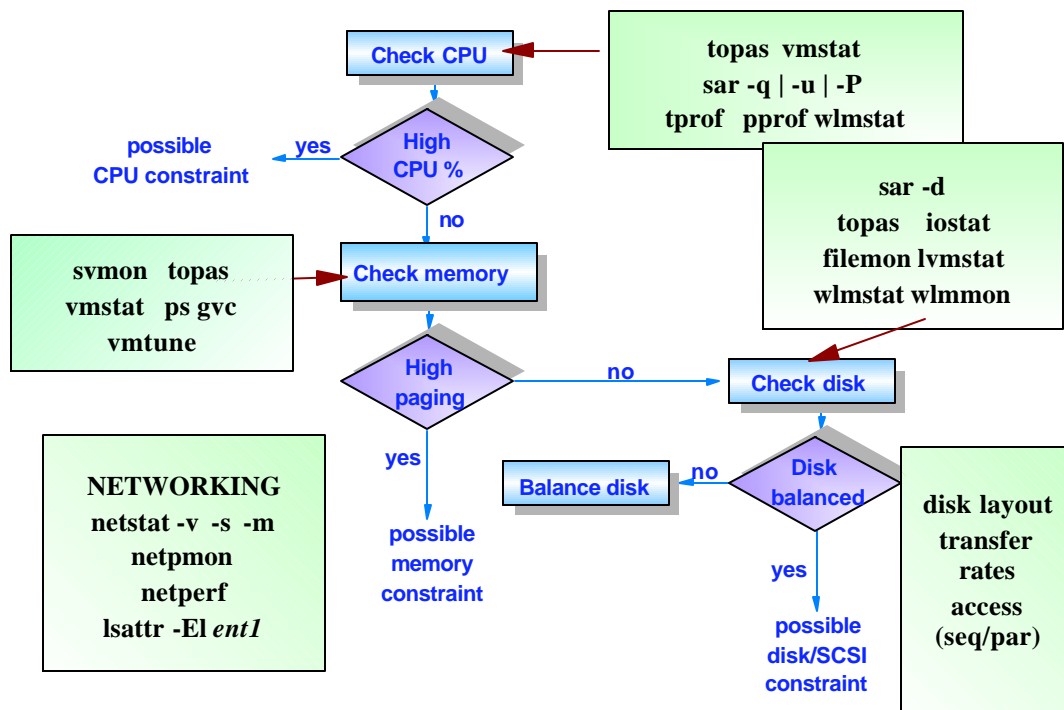 Check CPU
topas vmstat
sar -q | -u | -P
tprof pprof wlmstat
High
CPU %
yes
possible
CPU constraint
no
sar -d
topas iostat
filemon lvmstat
wlmstat wlmmon
svmon topas
vmstat ps gvc
vmtune
Check memory
High
paging
no
Check disk
yes
possible
memory
constraint
Disk
balanced
no
Balance disk
yes
possible
disk/SCSI
constraint
disk layout
transfer
rates
access
(seq/par)
NETWORKING
netstat -v -s -m
netpmon
netperf
lsattr -El ent1